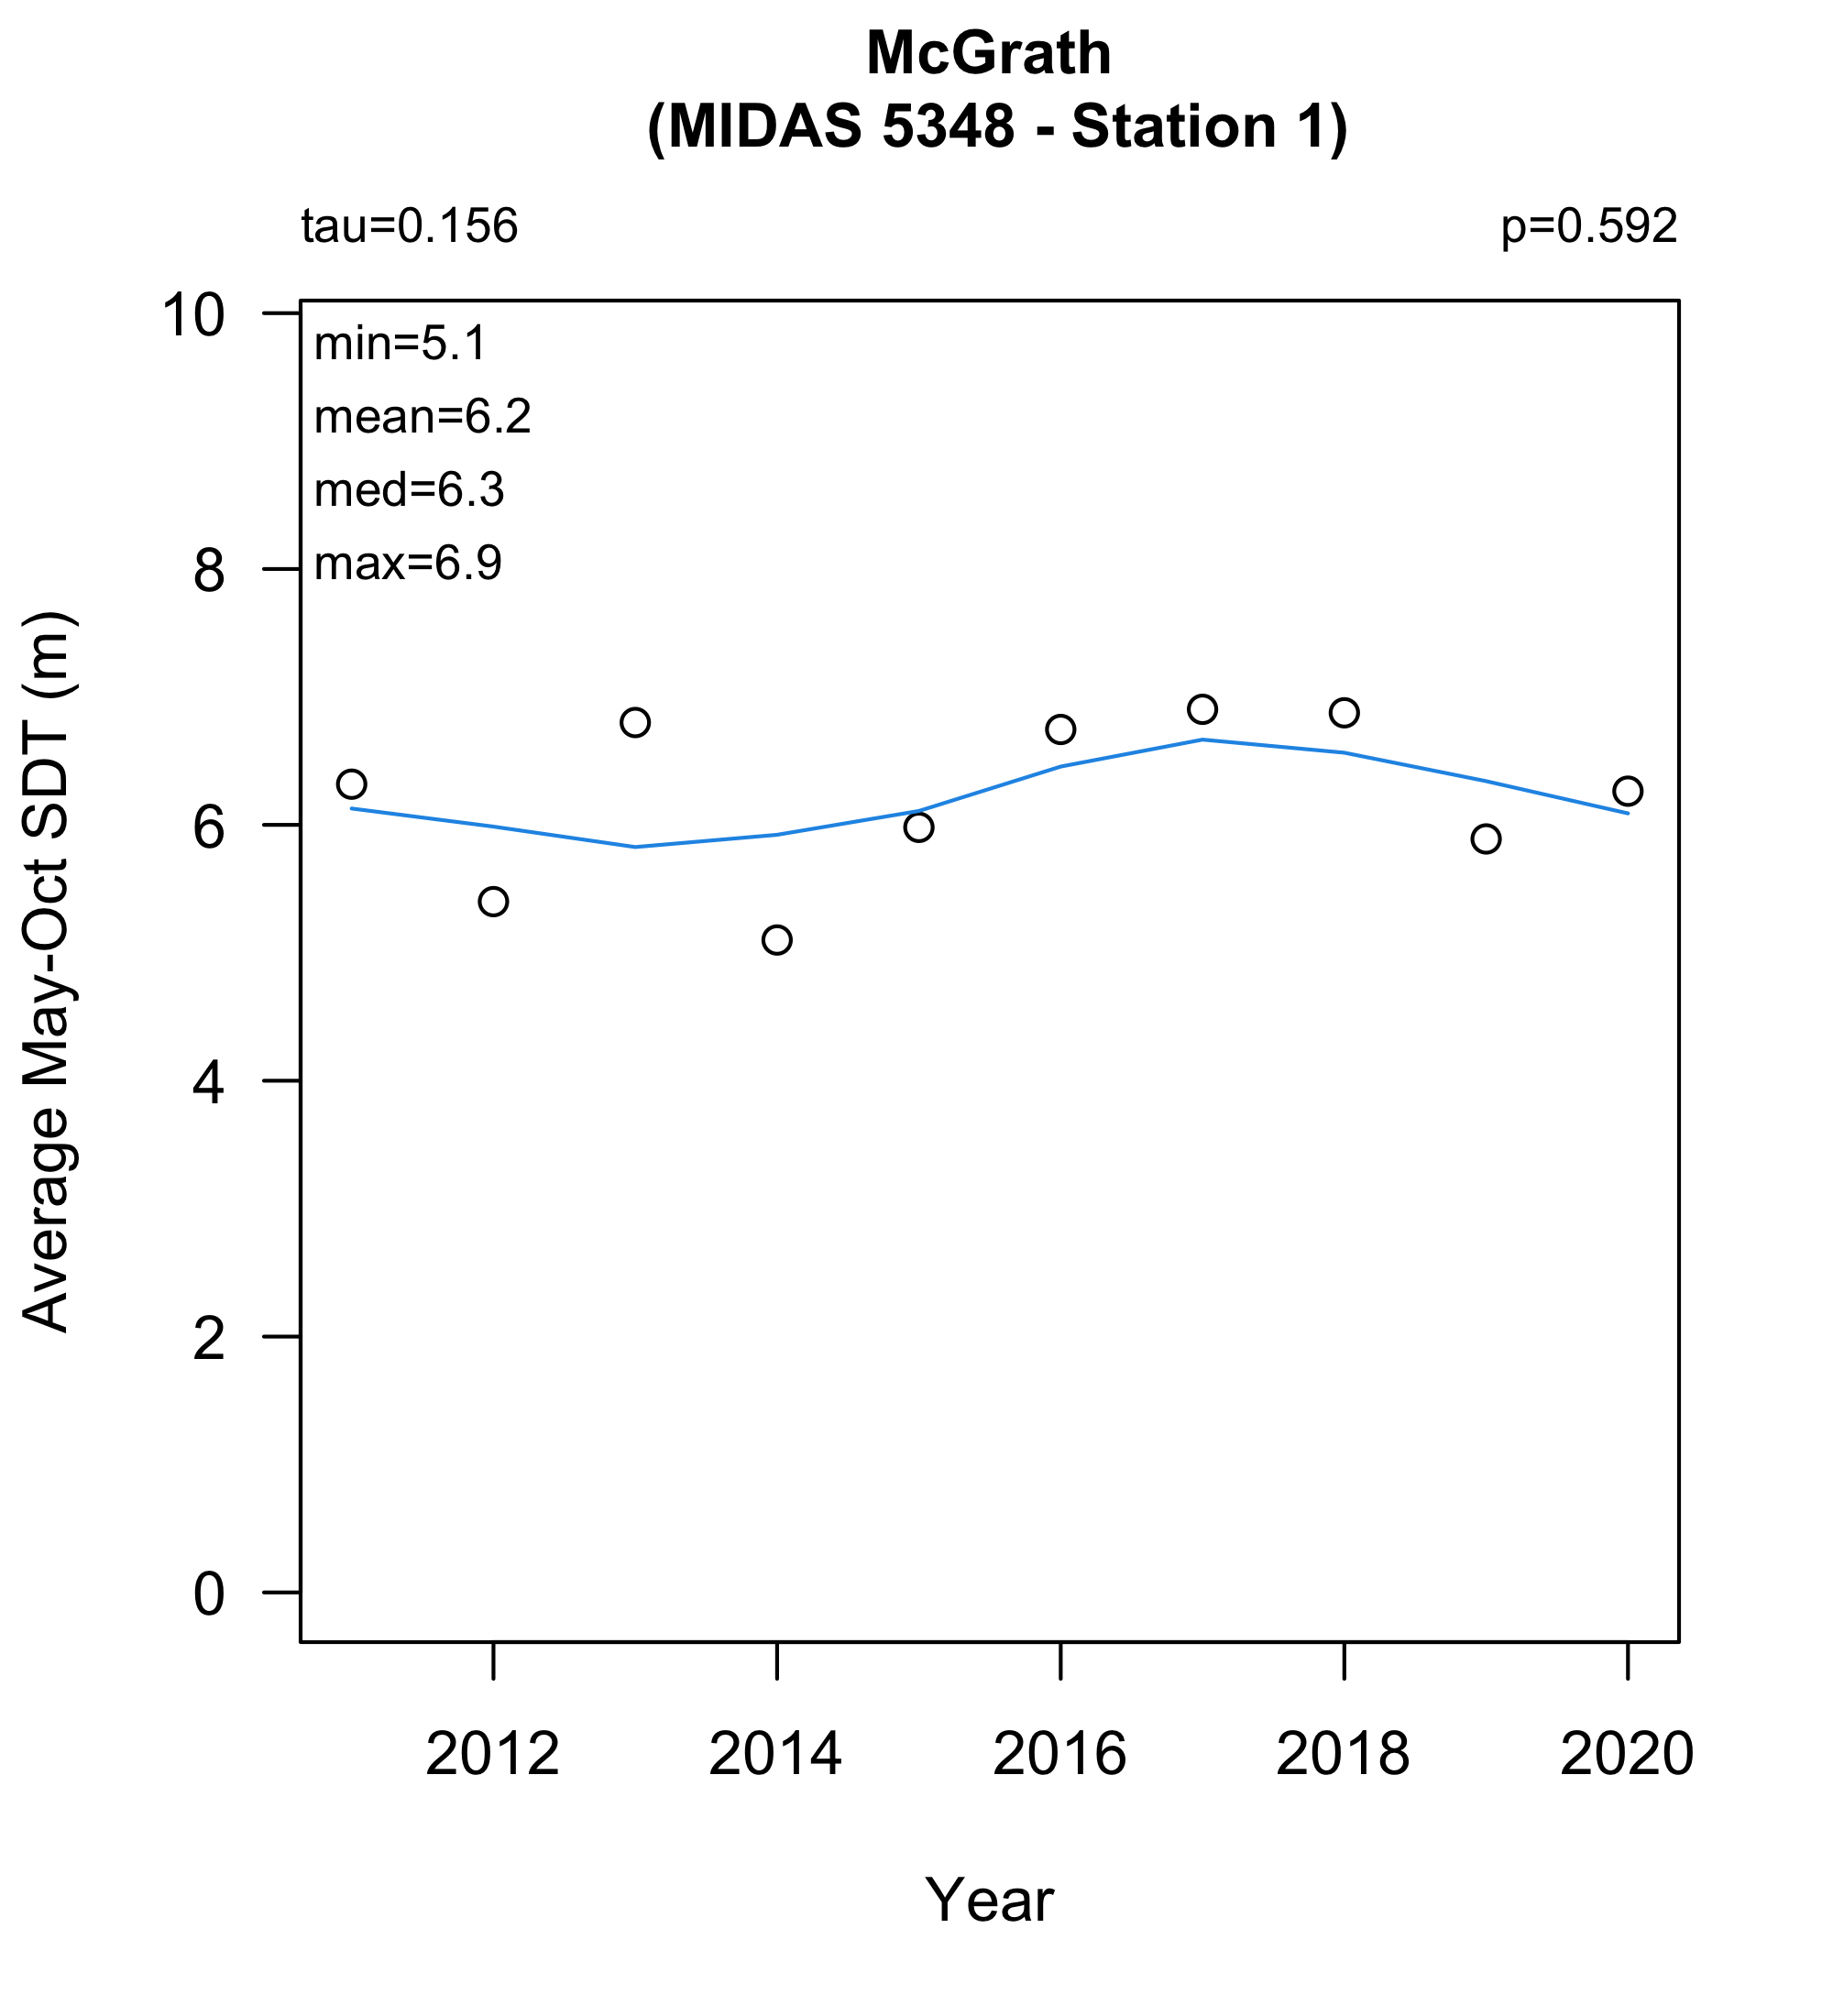 McGrath
(MIDAS 5348 - Station 1)
tau=0.156
p=0.592
min=5.1
mean=6.2
med=6.3
max=6.9
Average May-Oct SDT (m)
10
8
6
4
2
0
2012
2014
2016
2018
2020
Year